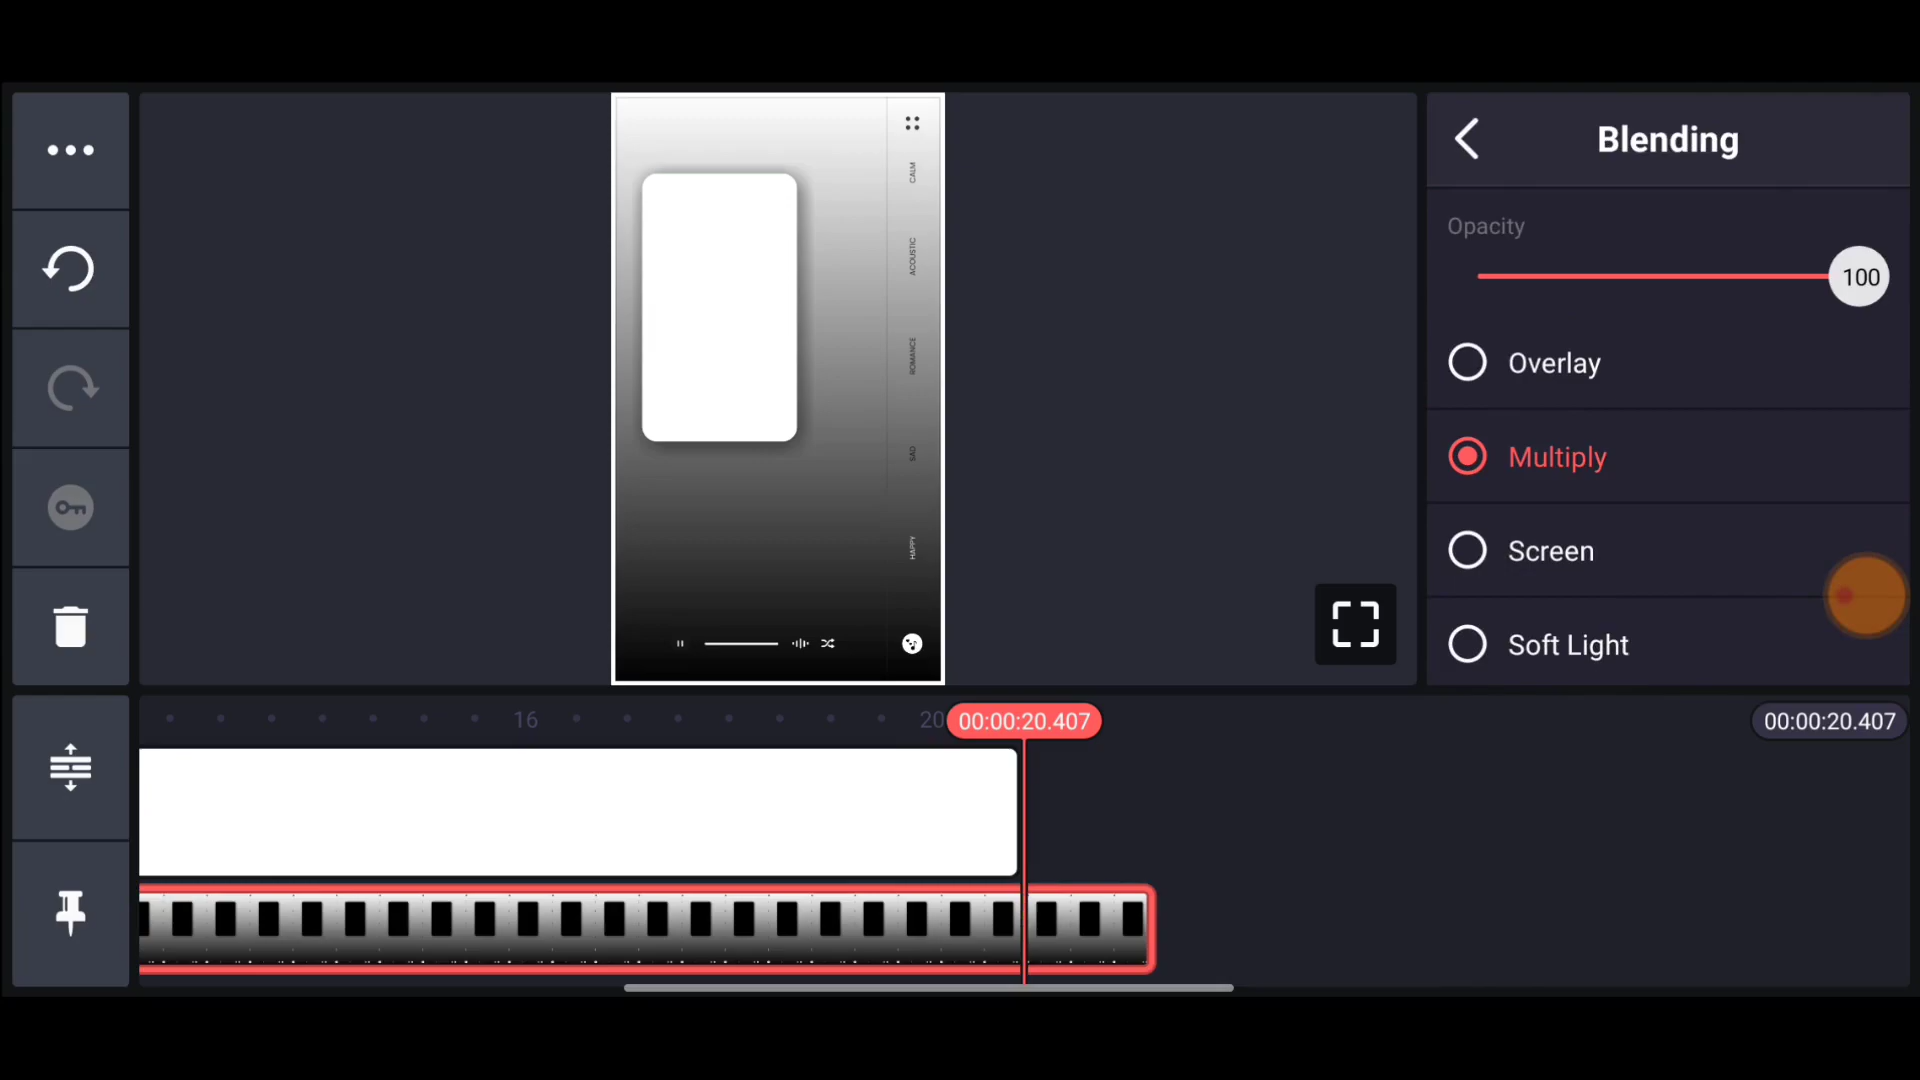 Blending
Opacity
100
Overlay
Multiply
Screen
Soft Light
CALM
ACOUSTIC
ROMANCE
SAD
HAPPY
16
20
00:00:20.407
00:00:20.407